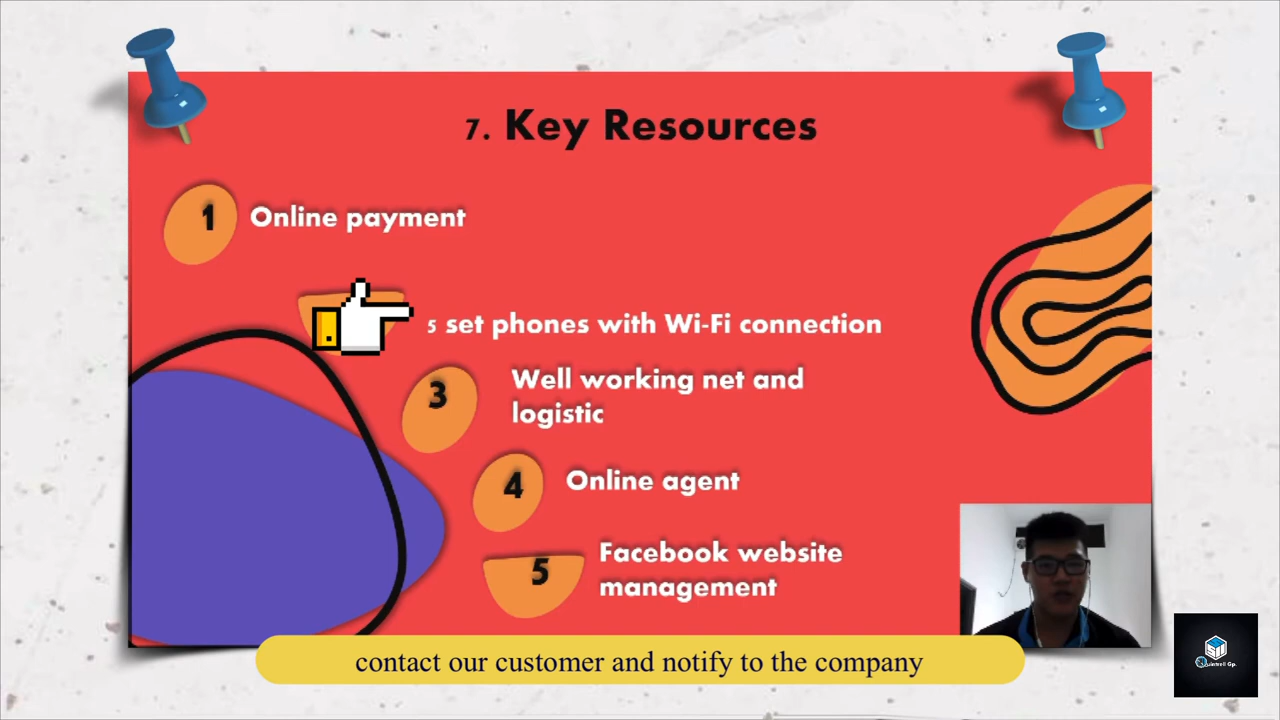 7. Key Resources
1
Online payment
5 set phones with Wi-Fi connection
3
Well working net and
logistic
4
Online agent
5
Facebook website
management
contact our customer and notify to the company